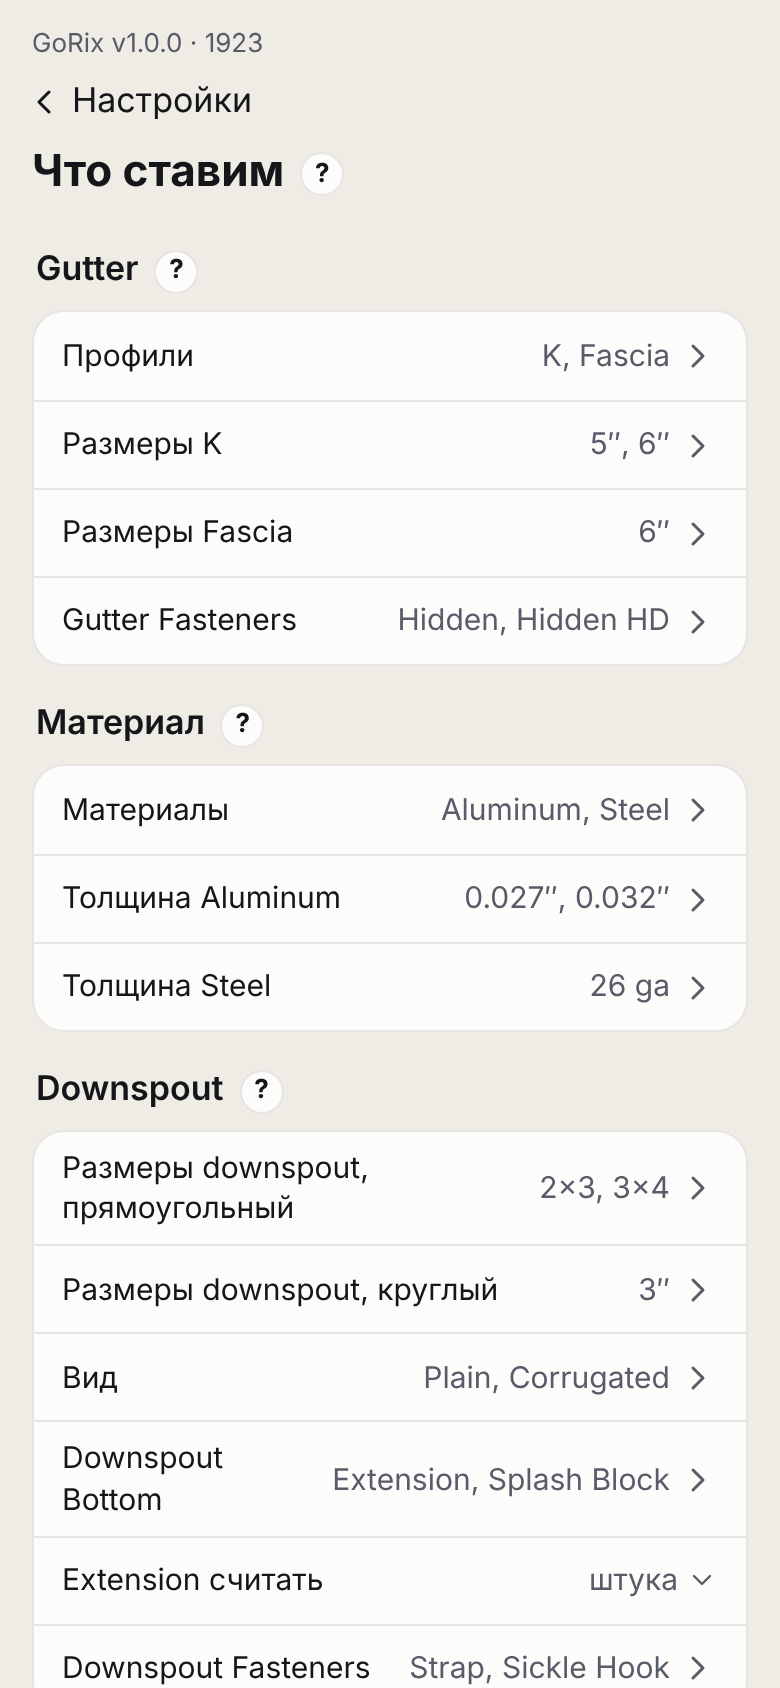 GoRix v1.0.0 · 1923
Настройки
Что ставим ?
Gutter ?
Профили K, Fascia
Размеры K 5″, 6″
Размеры Fascia 6″
Gutter Fasteners Hidden, Hidden HD
Материал ?
Материалы Aluminum, Steel
Толщина Aluminum 0.027″, 0.032″
Толщина Steel 26 ga
Downspout ?
Размеры downspout,
прямоугольный 2×3, 3×4
Размеры downspout, круглый 3″
Вид Plain, Corrugated
Downspout
Bottom Extension, Splash Block
Extension считать штука
Downspout Fasteners Strap, Sickle Hook